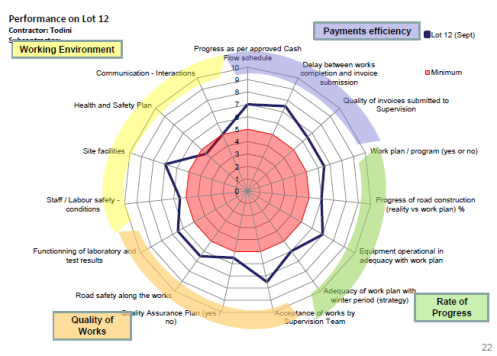 Performance on Lot 12
Contractor: Todini
Working Environment
Payments efficiency
Lot 12 (Sept)
Minimum
Progress as per approved Cash
Flow schedule
Delay between works
completion and invoice
submission
Quality of invoices submitted to
Supervision
Work plan / program (yes or no)
Progress of road construction
(reality vs work plan) %
Equipment operational in
adequacy with work plan
Adequacy of work plan with
winter period (strategy)
Acceptance of works by
Supervision Team
Quality Assurance Plan (yes /
no)
Road safety along the works
Functionning of laboratory and
test results
Staff / Labour safety -
conditions
Site facilities
Health and Safety Plan
Communication - Interactions
10
9
8
7
6
5
4
3
2
1
0
Quality of
Works
Rate of
Progress
22